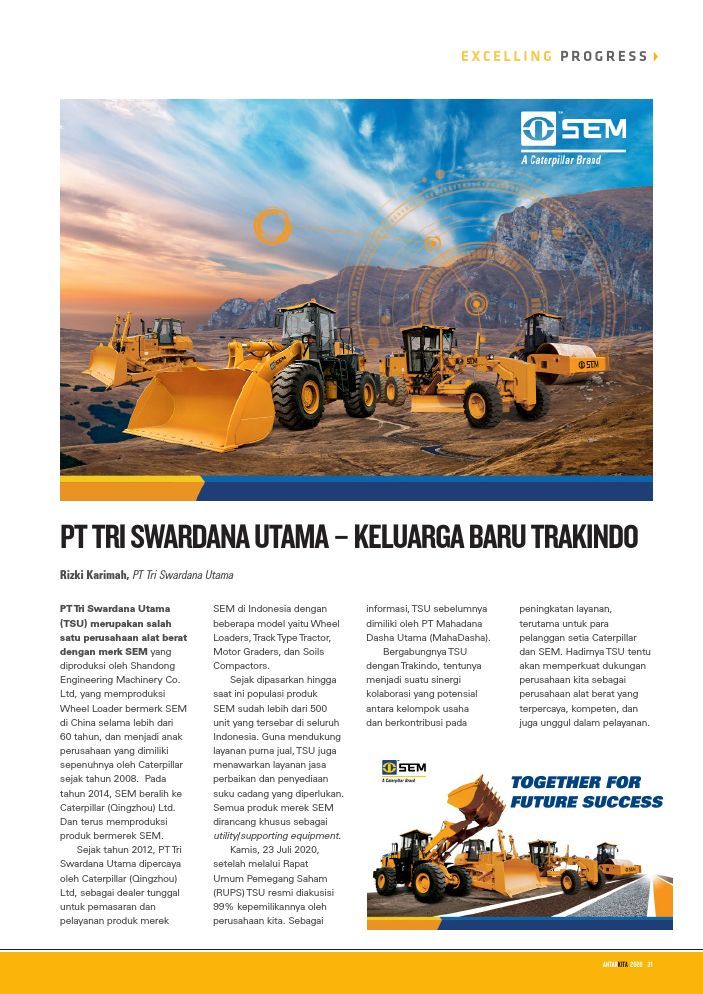 EXCELLING PROGRESS
SEM
A Caterpillar Brand
SEM
SEM
PT TRI SWARDANA UTAMA – KELUARGA BARU TRAKINDO
Rizki Karimah, PT Tri Swardana Utama
PT Tri Swardana Utama
(TSU) merupakan salah
satu perusahaan alat berat
dengan merk SEM yang
diproduksi oleh Shandong
Engineering Machinery Co.
Ltd, yang memproduksi
Wheel Loader bermerk SEM
di China selama lebih dari
60 tahun, dan menjadi anak
perusahaan yang dimiliki
sepenuhnya oleh Caterpillar
sejak tahun 2008. Pada
tahun 2014, SEM beralih ke
Caterpillar (Qingzhou) Ltd.
Dan terus memproduksi
produk bermerek SEM.
Sejak tahun 2012, PT Tri
Swardana Utama dipercaya
oleh Caterpillar (Qingzhou)
Ltd, sebagai dealer tunggal
untuk pemasaran dan
pelayanan produk merek
SEM di Indonesia dengan
beberapa model yaitu Wheel
Loaders, Track Type Tractor,
Motor Graders, dan Soils
Compactors.
Sejak dipasarkan hingga
saat ini populasi produk
SEM sudah lebih dari 500
unit yang tersebar di seluruh
Indonesia. Guna mendukung
layanan purna jual, TSU juga
menawarkan layanan jasa
perbaikan dan penyediaan
suku cadang yang diperlukan.
Semua produk merek SEM
dirancang khusus sebagai
utility/supporting equipment.
Kamis, 23 Juli 2020,
setelah melalui Rapat
Umum Pemegang Saham
(RUPS) TSU resmi diakusisi
99% kepemilikannya oleh
perusahaan kita. Sebagai
informasi, TSU sebelumnya
dimiliki oleh PT Mahadana
Dasha Utama (MahaDasha).
Bergabungnya TSU
dengan Trakindo, tentunya
menjadi suatu sinergi
kolaborasi yang potensial
antara kelompok usaha
dan berkontribusi pada
peningkatan layanan,
terutama untuk para
pelanggan setia Caterpillar
dan SEM. Hadirnya TSU tentu
akan memperkuat dukungan
perusahaan kita sebagai
perusahaan alat berat yang
terpercaya, kompeten, dan
juga unggul dalam pelayanan.
SEM
A Caterpillar Brand
TOGETHER FOR
FUTURE SUCCESS
SEM
ANTARKITA 2020 31